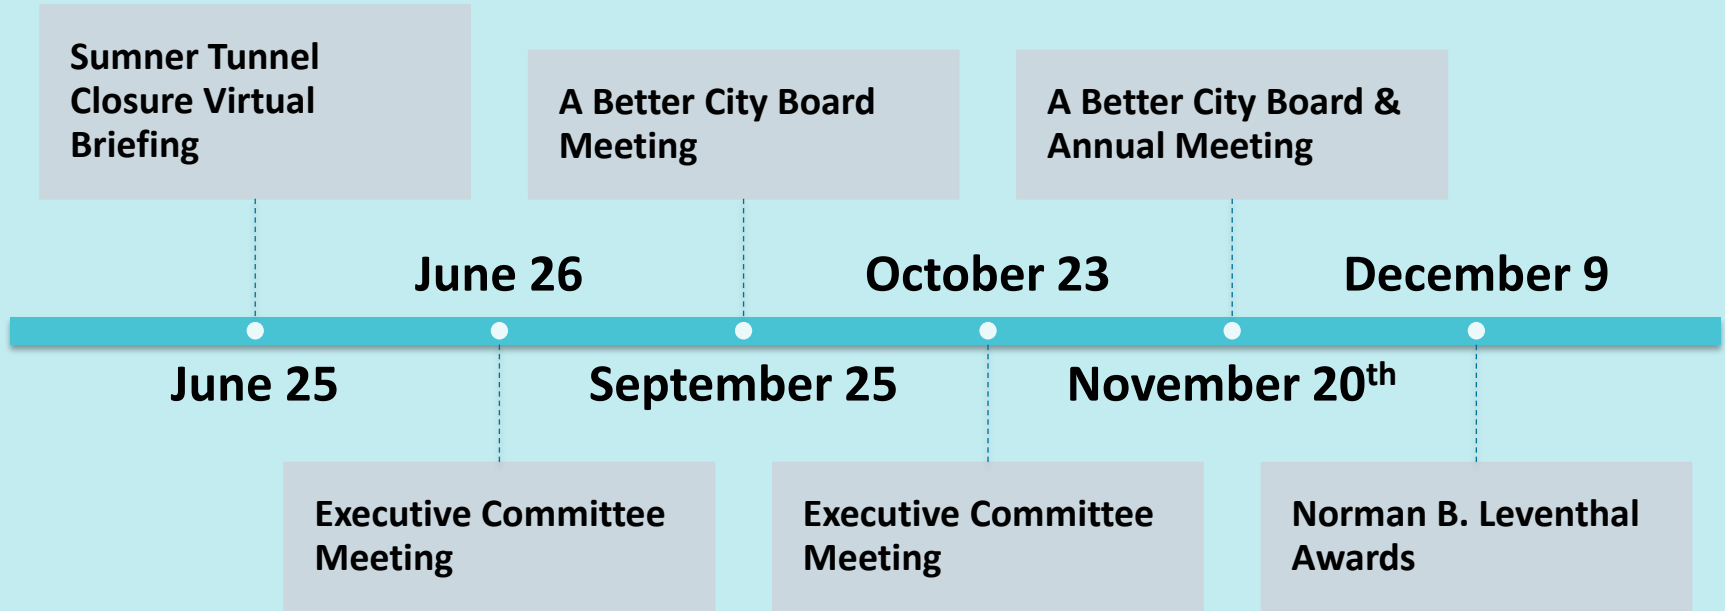 Sumner Tunnel
Closure Virtual
Briefing
A Better City Board
Meeting
A Better City Board &
Annual Meeting
June 26
October 23
December 9
June 25
September 25
November 20th
Executive Committee
Meeting
Executive Committee
Meeting
Norman B. Leventhal
Awards